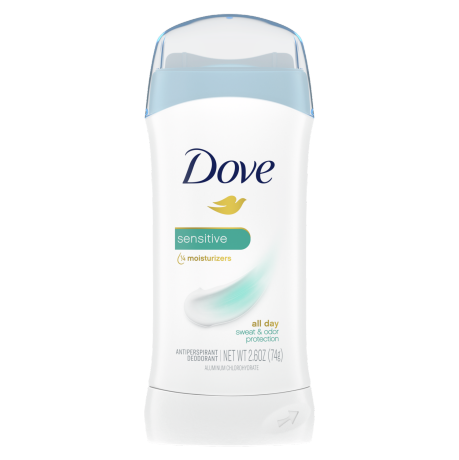 Dove
sensitive
¼ moisturizers
all day
sweat & odor
protection
ANTIPERSPIRANT
DEODORANT
NET WT 2.6OZ (74g)
ALUMINUM CHLOROHYDRATE